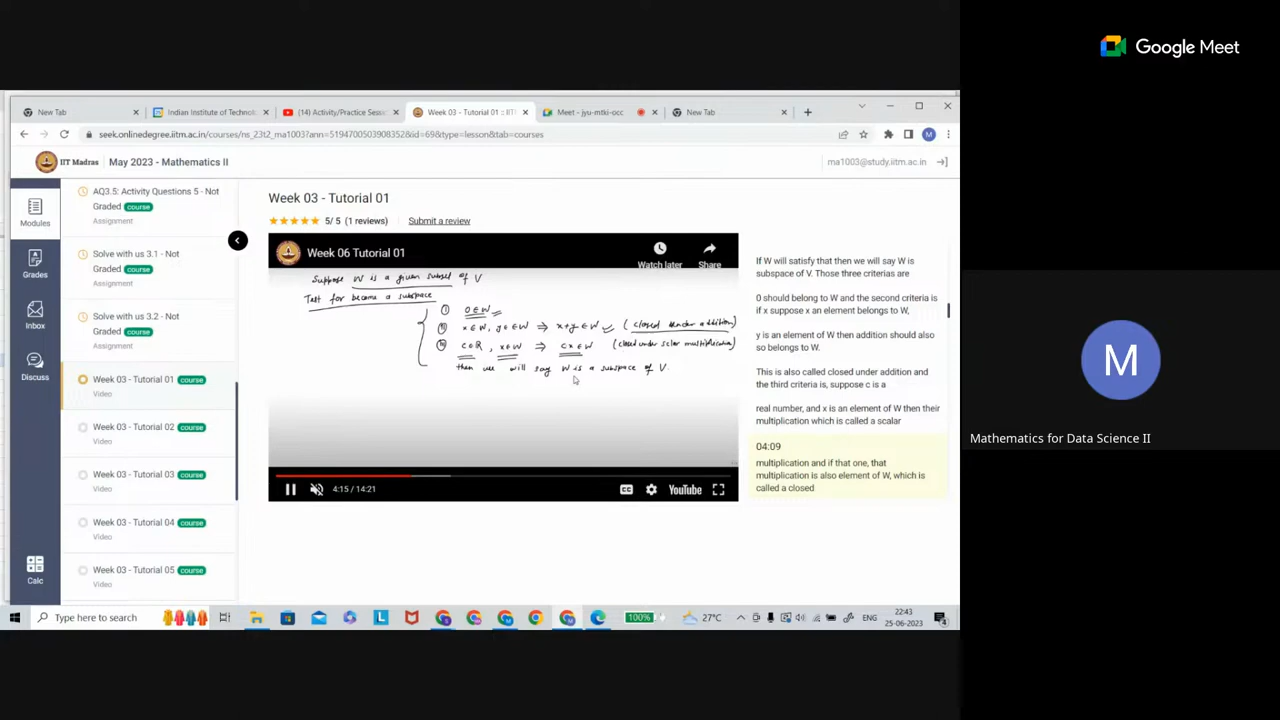 Google Meet
New Tab
Indian Institute of Technol
(14) Activity/Practice Sessi
Week 03 - Tutorial 01 :: IIT
Meet - jyu-mtki-occ
New Tab
seek.onlinedegree.iitm.ac.in/courses/ns_23t2_ma1003?ann=5194700503908352&id=69&type=lesson&tab=courses
IIT Madras
May 2023 - Mathematics II
ma1003@study.iitm.ac.in
Modules
Grades
Inbox
Discuss
Calc
AQ3.5: Activity Questions 5 - Not
Graded course
Assignment
Solve with us 3.1 - Not
Graded course
Assignment
Solve with us 3.2 - Not
Graded course
Assignment
Week 03 - Tutorial 01 course
Video
Week 03 - Tutorial 02 course
Video
Week 03 - Tutorial 03 course
Video
Week 03 - Tutorial 04 course
Video
Week 03 - Tutorial 05 course
Video
Week 03 - Tutorial 01
5/ 5 (1 reviews) Submit a review
Week 06 Tutorial 01
Watch later
Share
Suppose W is a given subset of V
Test for become a subspace
① 0 ∈ W
② x ∈ W, y ∈ W ⇒ x+y ∈ W (closed under addition)
③ c ∈ R, x ∈ W ⇒ cx ∈ W (closed under scalar multiplication)
then we will say W is a subspace of V.
4:15 / 14:21
CC
YouTube
If W will satisfy that then we will say W is
subspace of V. Those three criterias are
0 should belong to W and the second criteria is
if x suppose x an element belongs to W,
y is an element of W then addition should also
so belongs to W.
This is also called closed under addition and
the third criteria is, suppose c is a
real number, and x is an element of W then their
multiplication which is called a scalar
04:09
multiplication and if that one, that
multiplication is also element of W, which is
called a closed
M
Mathematics for Data Science II
Type here to search
100%
27°C
ENG
22:43
25-06-2023